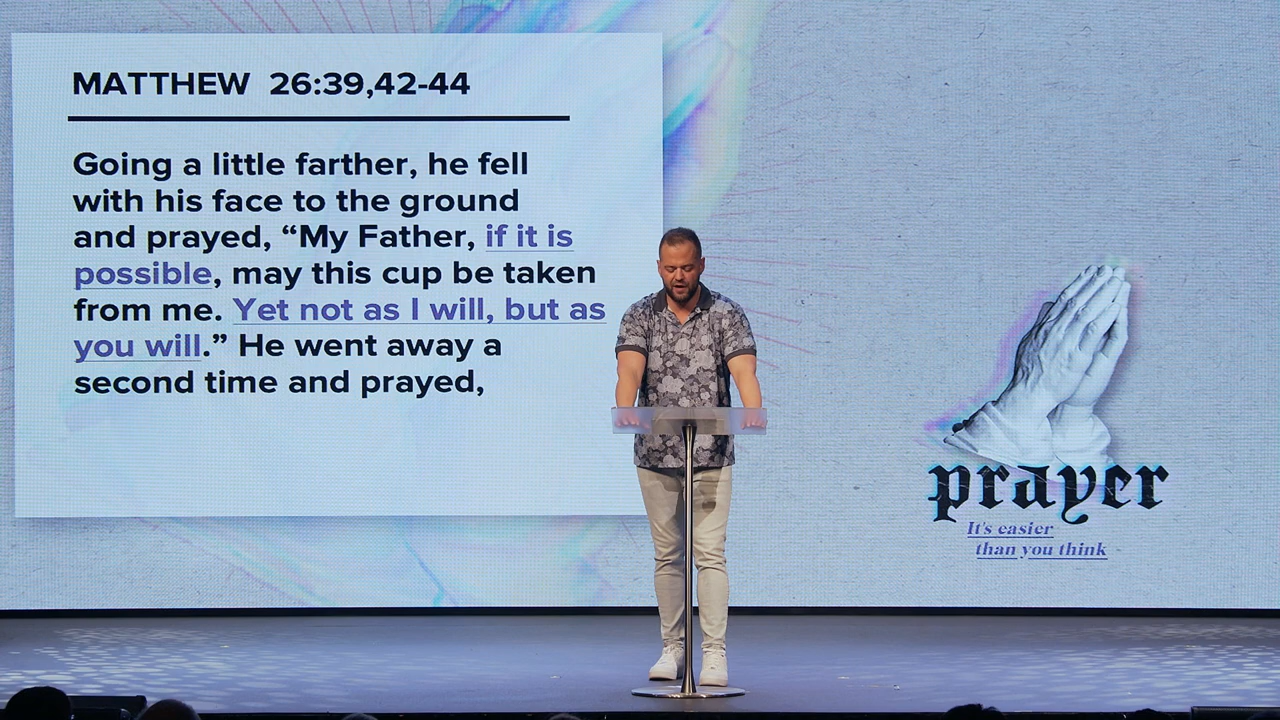 MATTHEW 26:39,42-44
Going a little farther, he fell
with his face to the ground
and prayed, “My Father, if it is
possible, may this cup be taken
from me. Yet not as I will, but as
you will.” He went away a
second time and prayed,
prayer
It's easier
than you think